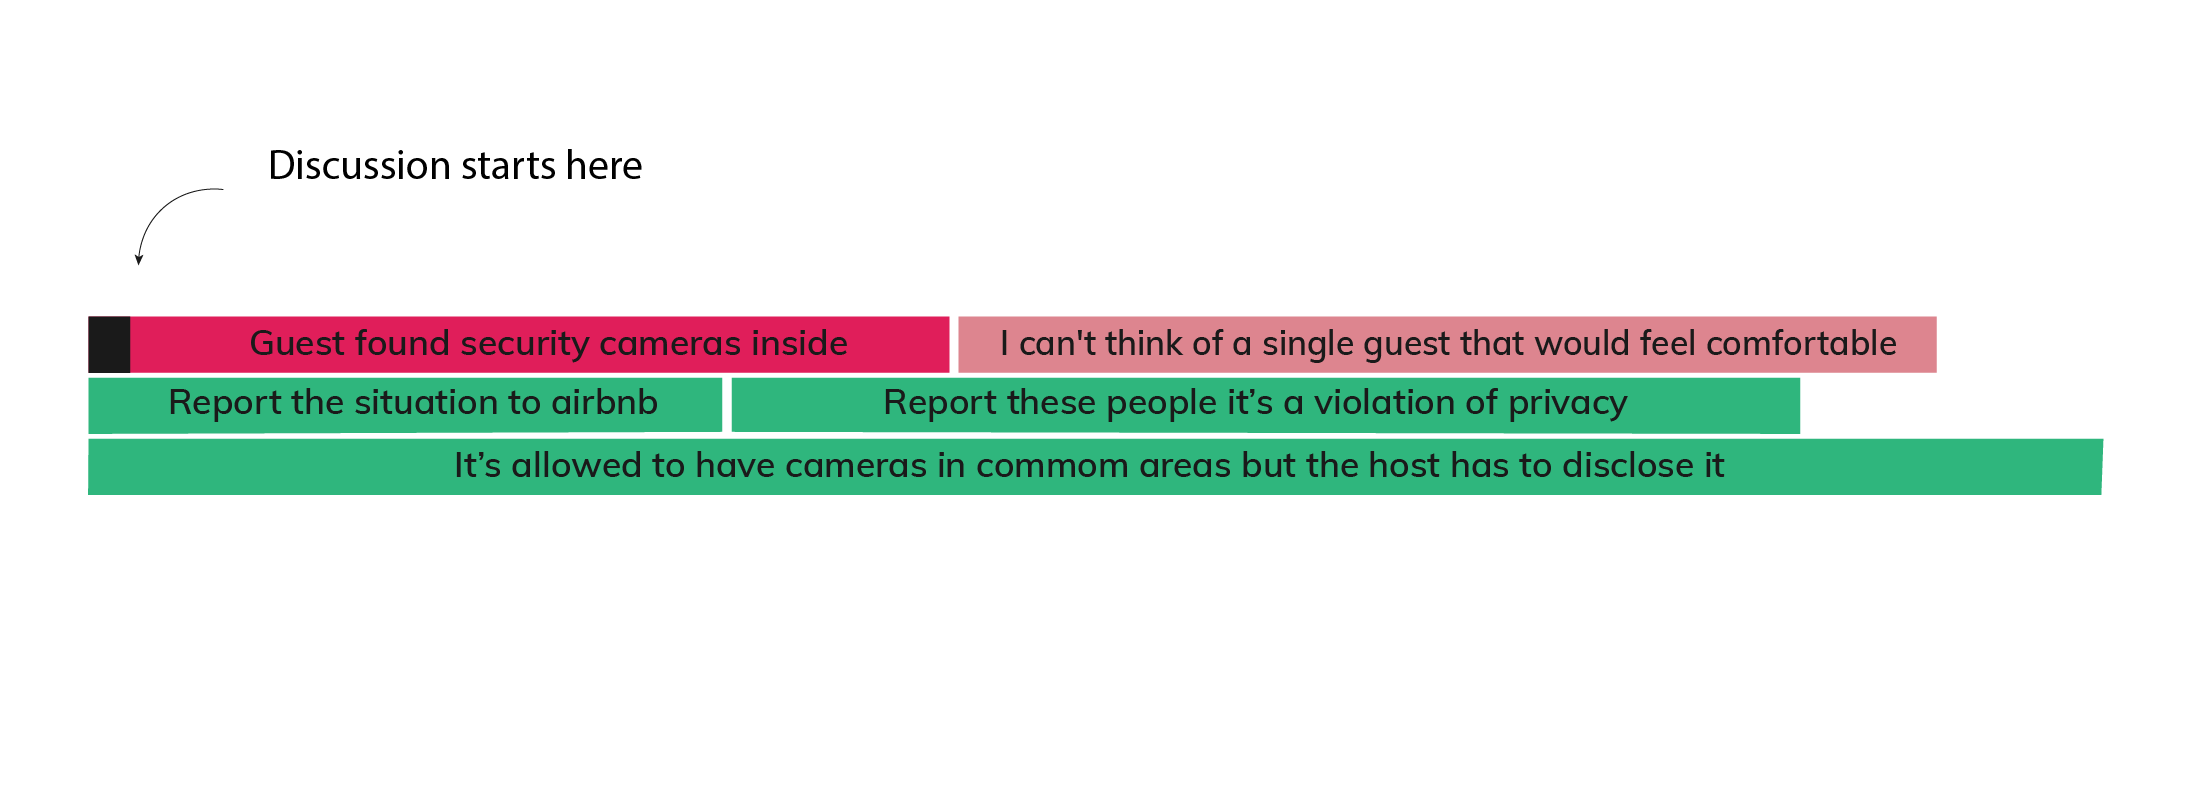 Discussion starts here
Guest found security cameras inside
I can't think of a single guest that would feel comfortable
Report the situation to airbnb
Report these people it’s a violation of privacy
It’s allowed to have cameras in commom areas but the host has to disclose it